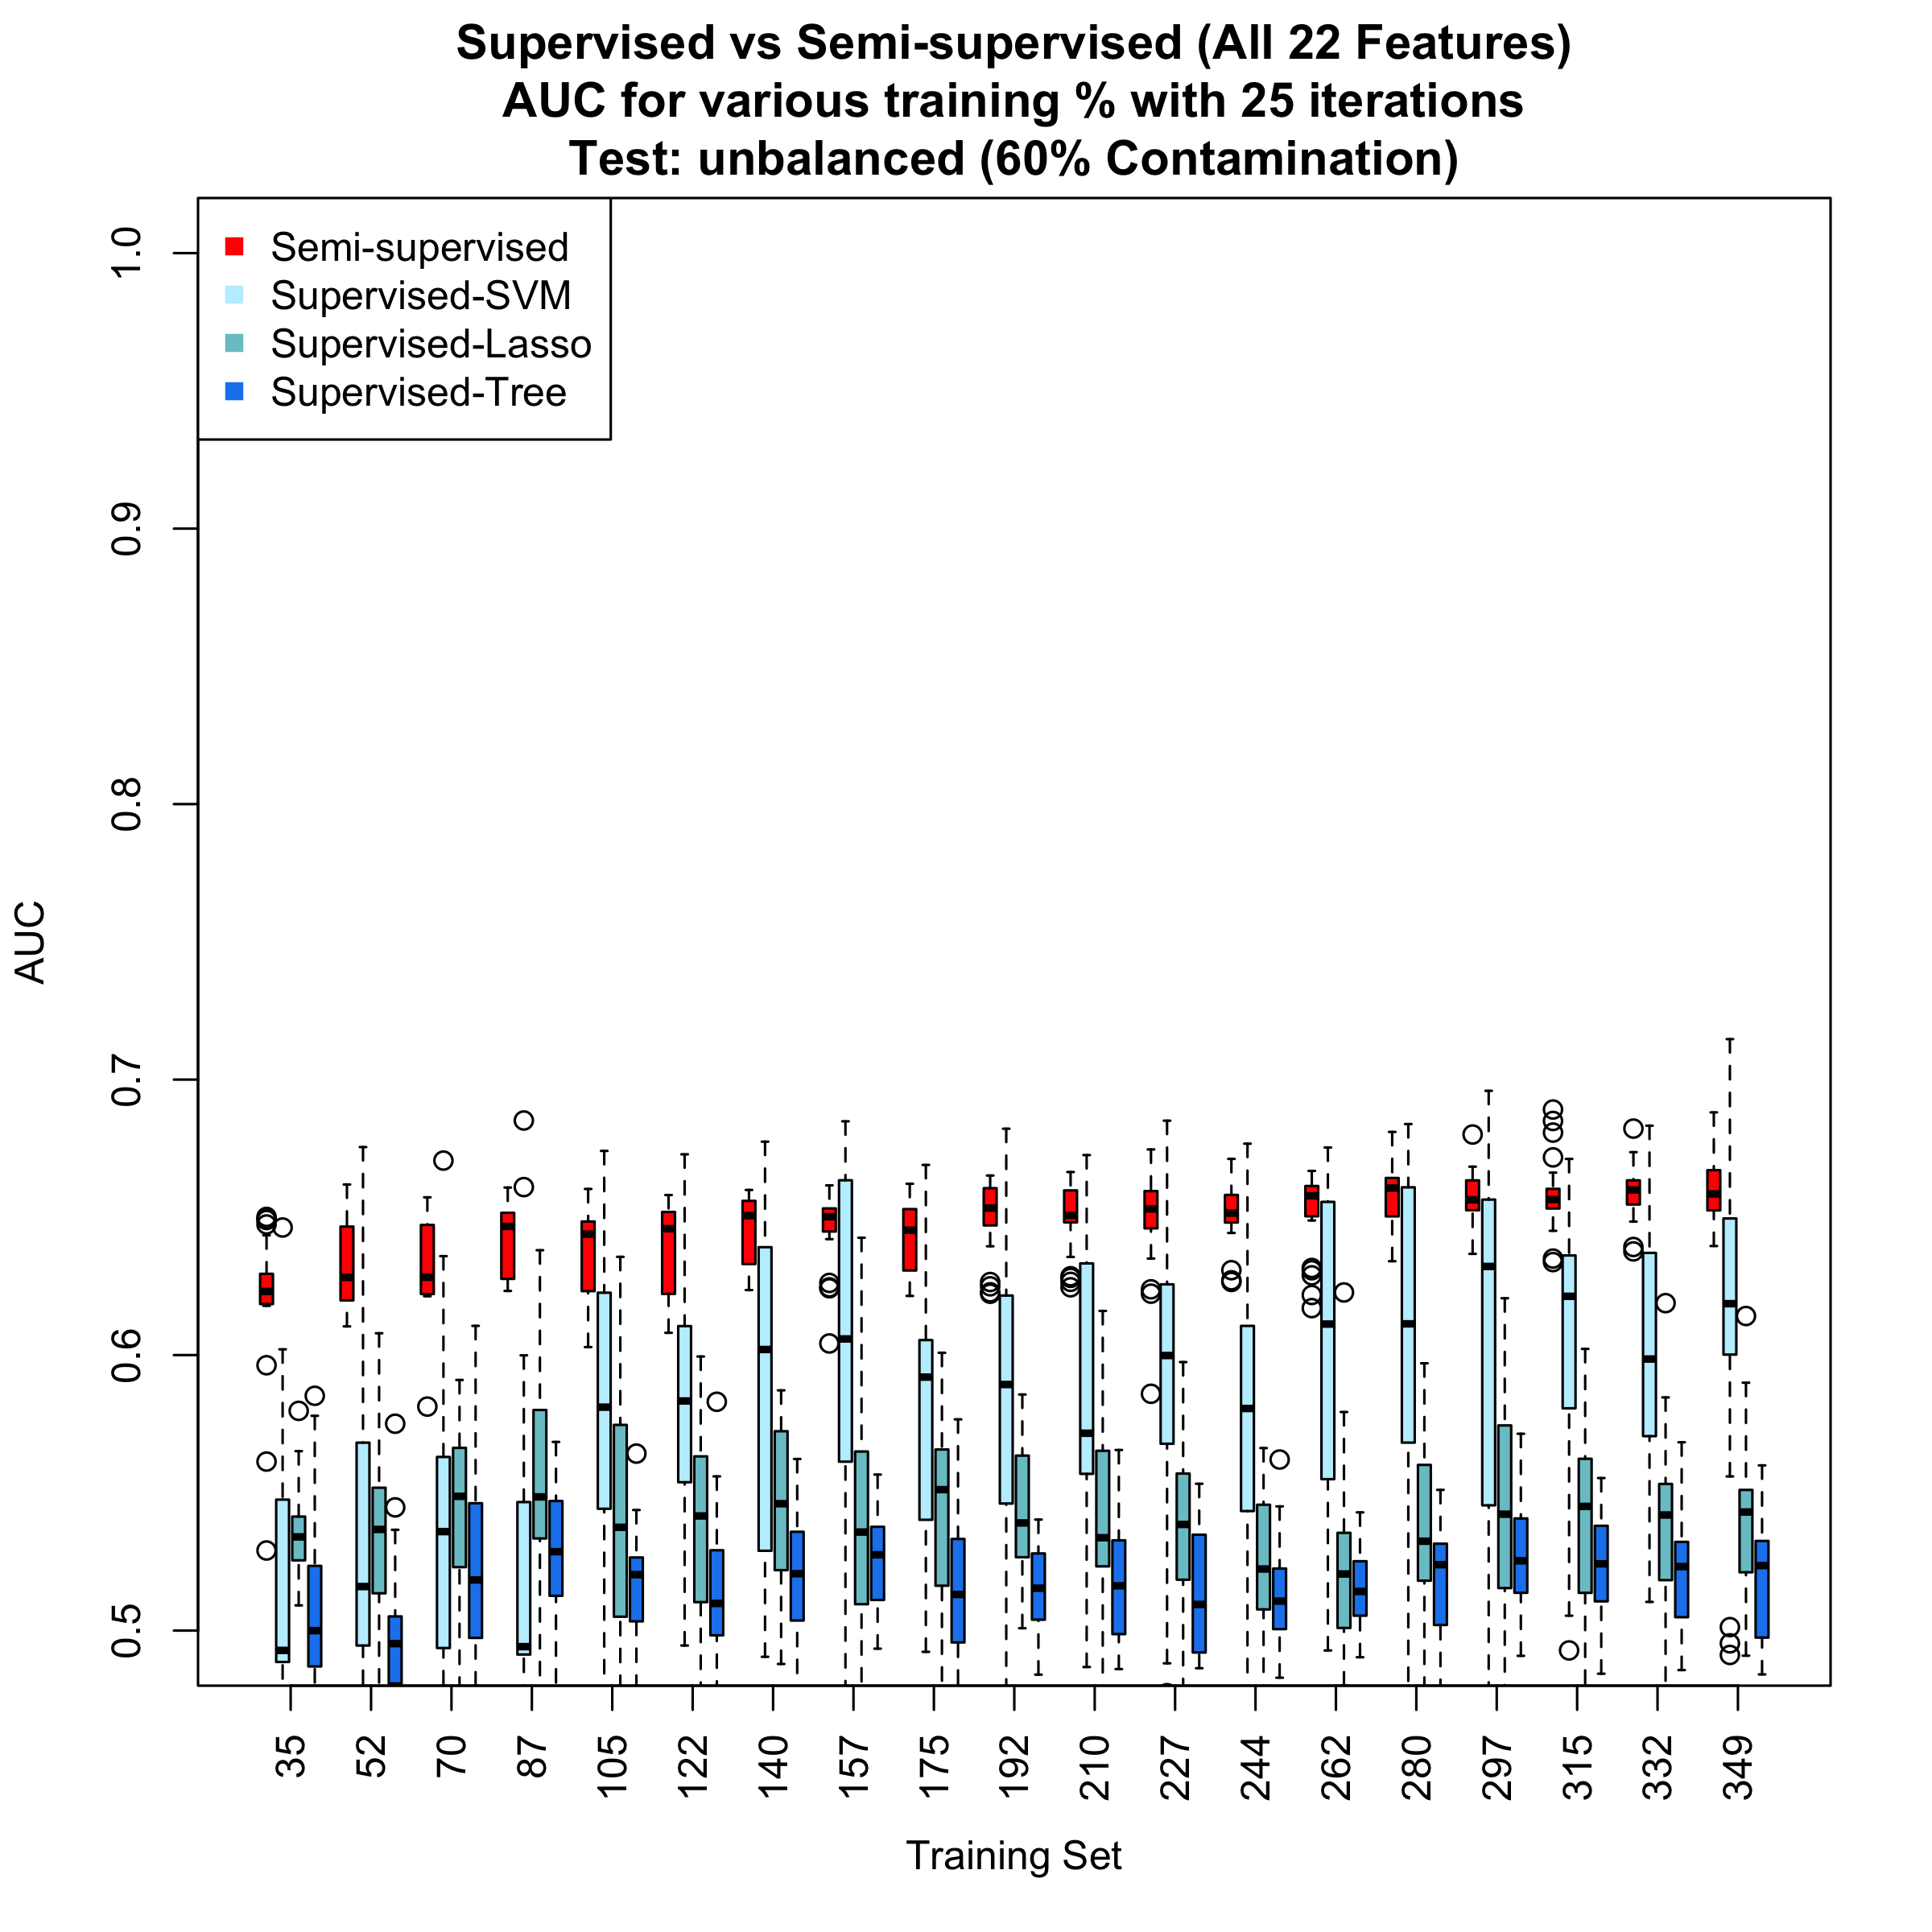 Supervised vs Semi-supervised (All 22 Features)
AUC for various training % with 25 iterations
Test: unbalanced (60% Contamination)
Semi-supervised
Supervised-SVM
Supervised-Lasso
Supervised-Tree
1.0
0.9
0.8
0.7
0.6
0.5
AUC
35 52 70 87 105 122 140 157 175 192 210 227 244 262 280 297 315 332 349
Training Set